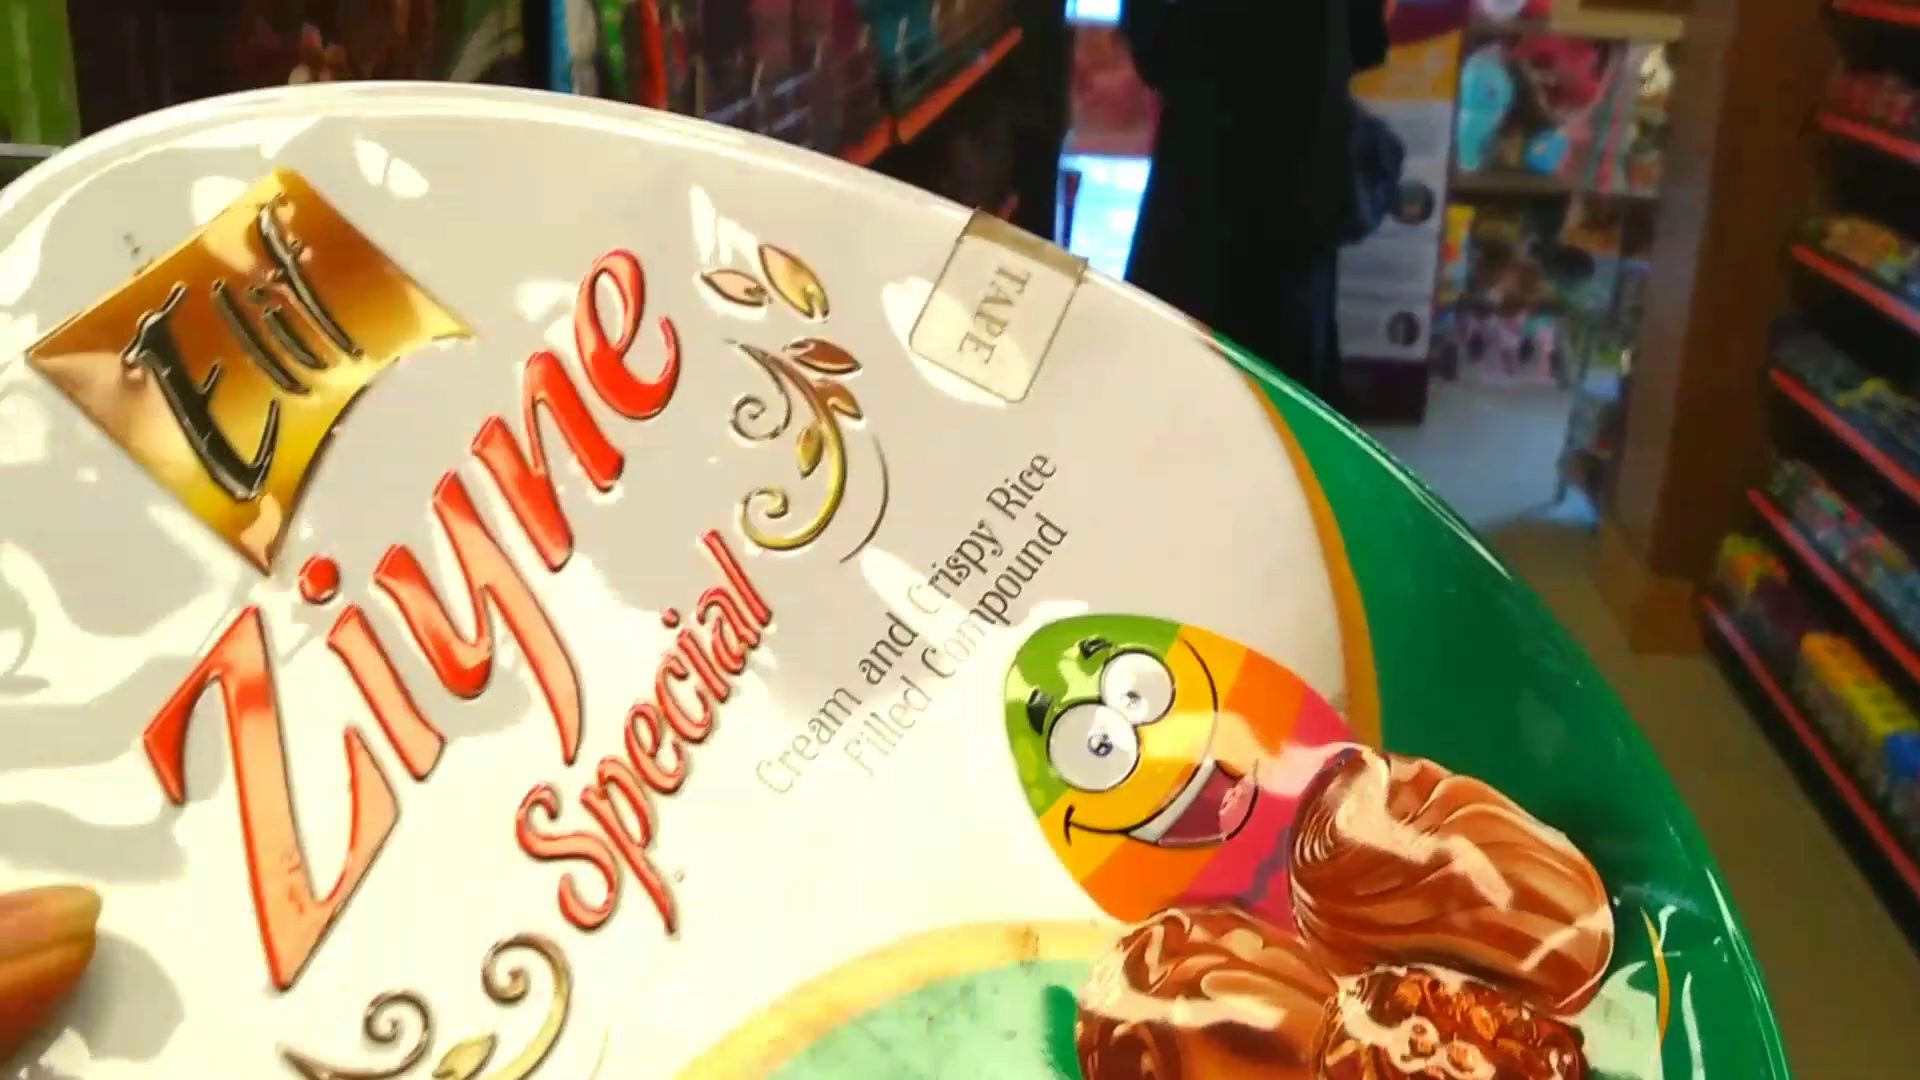 Elif
Ziyne
Special
TAPE
Cream and Crispy Rice
Filled Compound